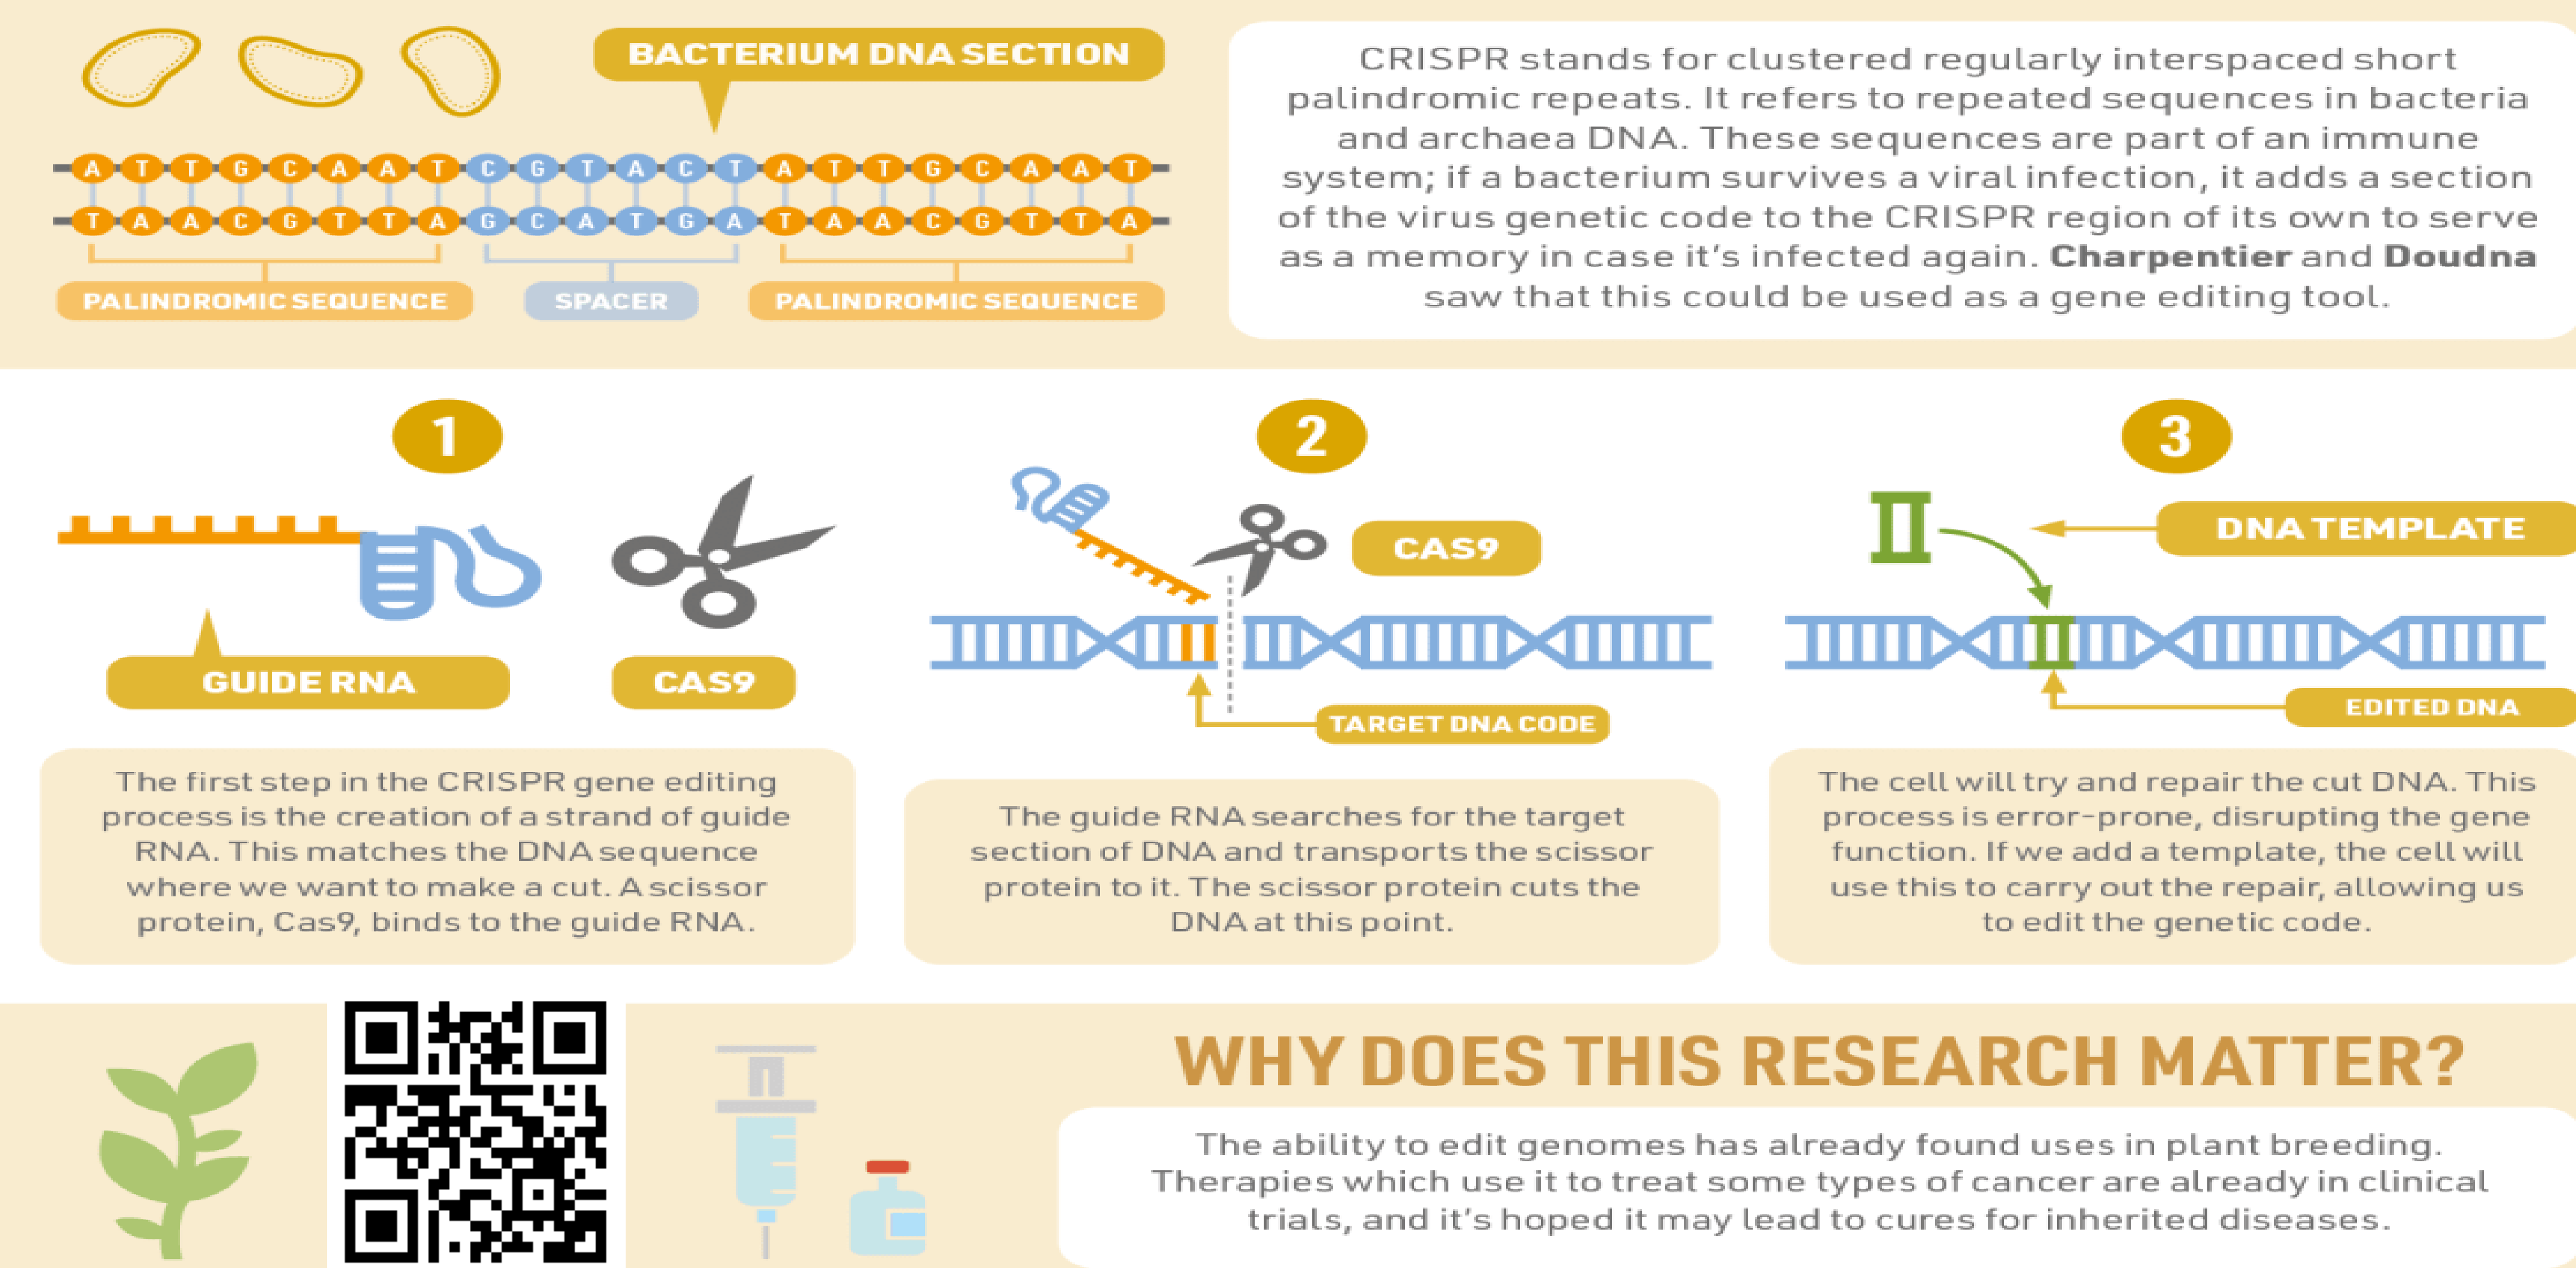 BACTERIUM DNA SECTION
A T T G C A A T C G T A C T A T T G C A A T
T A A C G T T A G C A T G A T A A C G T T A
PALINDROMIC SEQUENCE
SPACER
PALINDROMIC SEQUENCE
CRISPR stands for clustered regularly interspaced short
palindromic repeats. It refers to repeated sequences in bacteria
and archaea DNA. These sequences are part of an immune
system; if a bacterium survives a viral infection, it adds a section
of the virus genetic code to the CRISPR region of its own to serve
as a memory in case it's infected again. Charpentier and Doudna
saw that this could be used as a gene editing tool.
1
GUIDE RNA
CAS9
The first step in the CRISPR gene editing
process is the creation of a strand of guide
RNA. This matches the DNA sequence
where we want to make a cut. A scissor
protein, Cas9, binds to the guide RNA.
2
CAS9
TARGET DNA CODE
The guide RNA searches for the target
section of DNA and transports the scissor
protein to it. The scissor protein cuts the
DNA at this point.
3
DNA TEMPLATE
EDITED DNA
The cell will try and repair the cut DNA. This
process is error-prone, disrupting the gene
function. If we add a template, the cell will
use this to carry out the repair, allowing us
to edit the genetic code.
WHY DOES THIS RESEARCH MATTER?
The ability to edit genomes has already found uses in plant breeding.
Therapies which use it to treat some types of cancer are already in clinical
trials, and it's hoped it may lead to cures for inherited diseases.